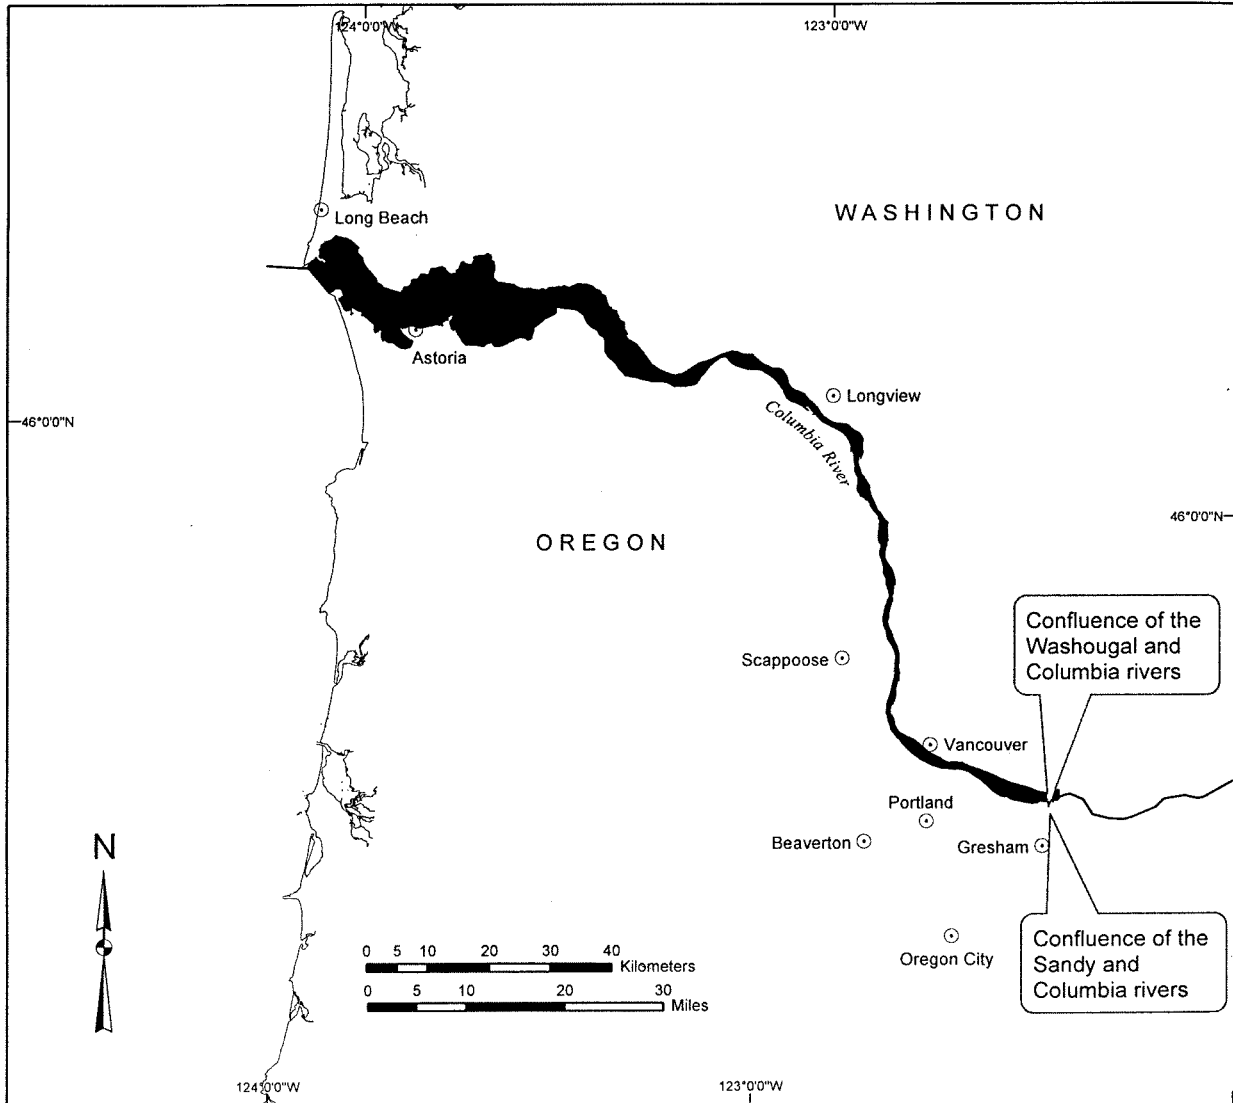 124°0'0"W
123°0'0"W
Long Beach
WASHINGTON
Astoria
Longview
Columbia River
46°0'0"N
46°0'0"N
OREGON
Confluence of the
Washougal and
Columbia rivers
Scappoose
Vancouver
Portland
Beaverton
Gresham
N
Oregon City
Confluence of the
Sandy and
Columbia rivers
0 5 10 20 30 40
Kilometers
0 5 10 20 30
Miles
124°0'0"W
123°0'0"W